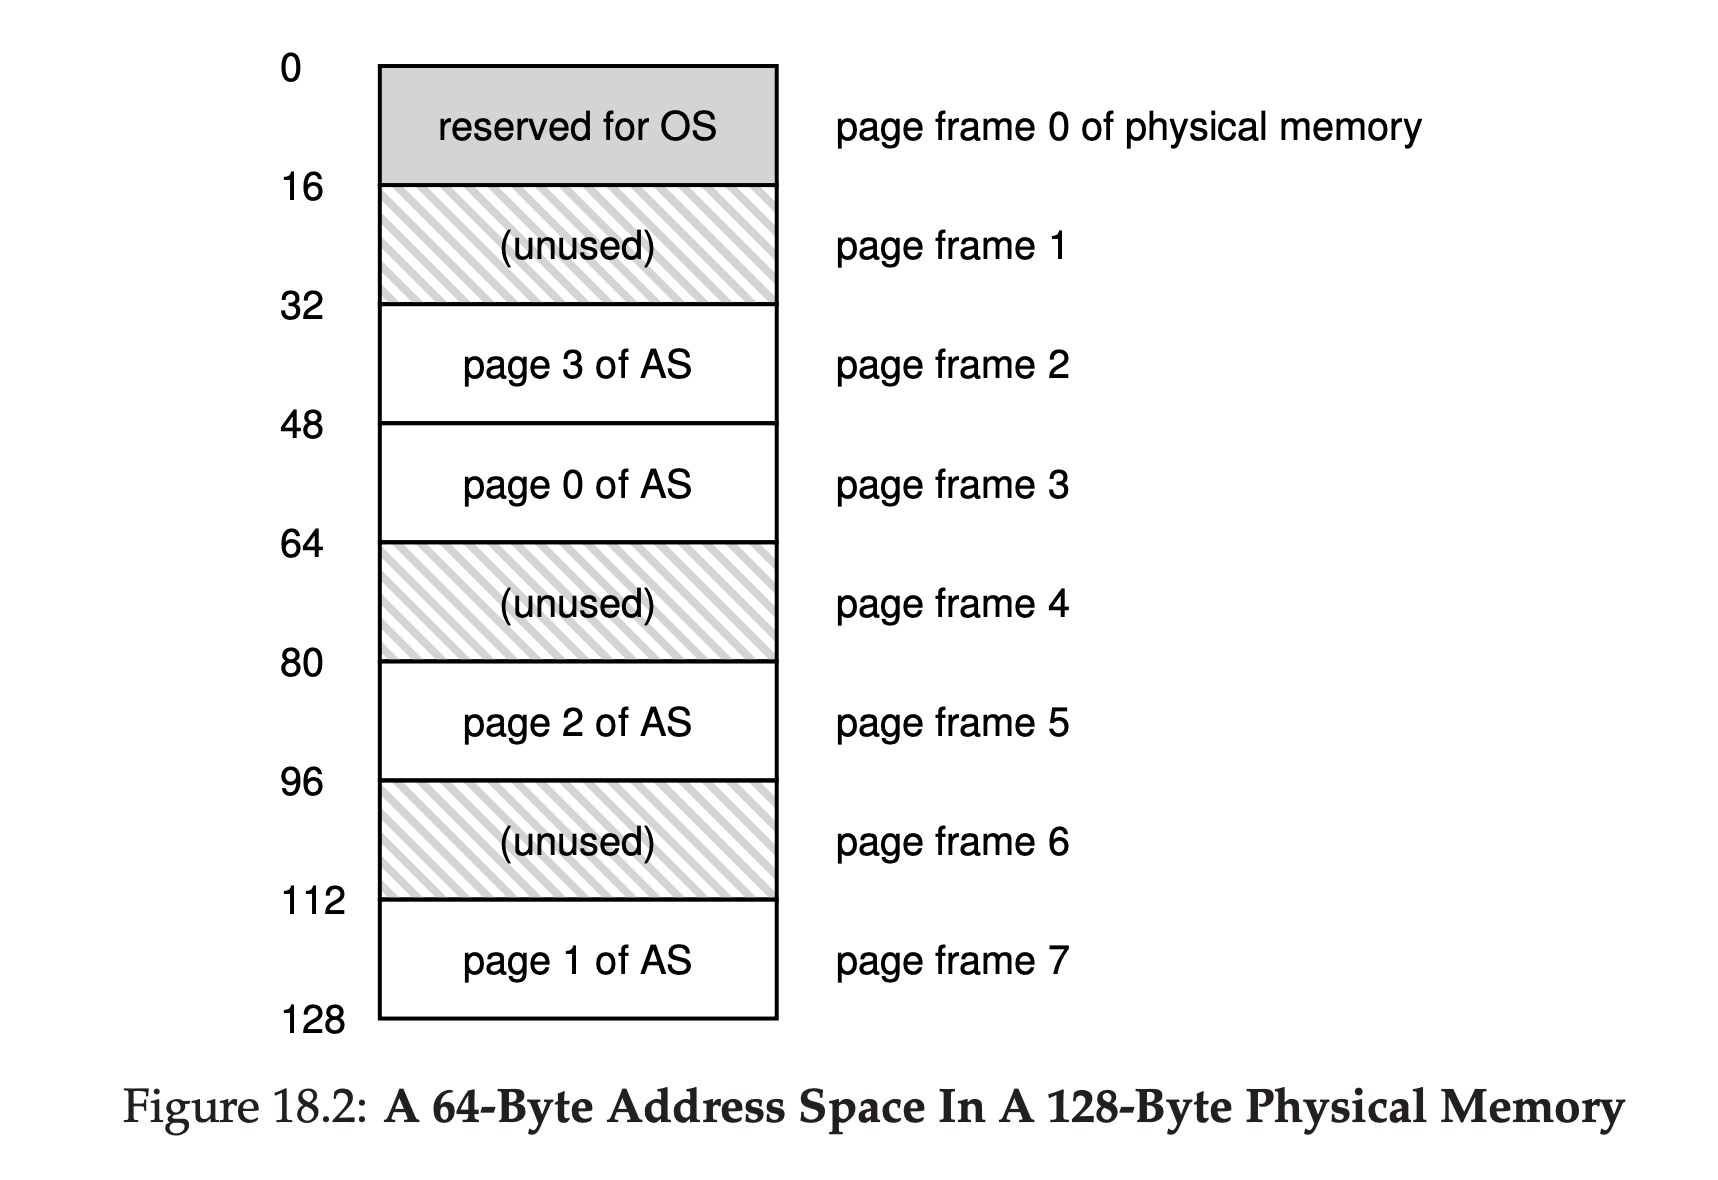 0
reserved for OS page frame 0 of physical memory
16
(unused) page frame 1
32
page 3 of AS page frame 2
48
page 0 of AS page frame 3
64
(unused) page frame 4
80
page 2 of AS page frame 5
96
(unused) page frame 6
112
page 1 of AS page frame 7
128
Figure 18.2: A 64-Byte Address Space In A 128-Byte Physical Memory